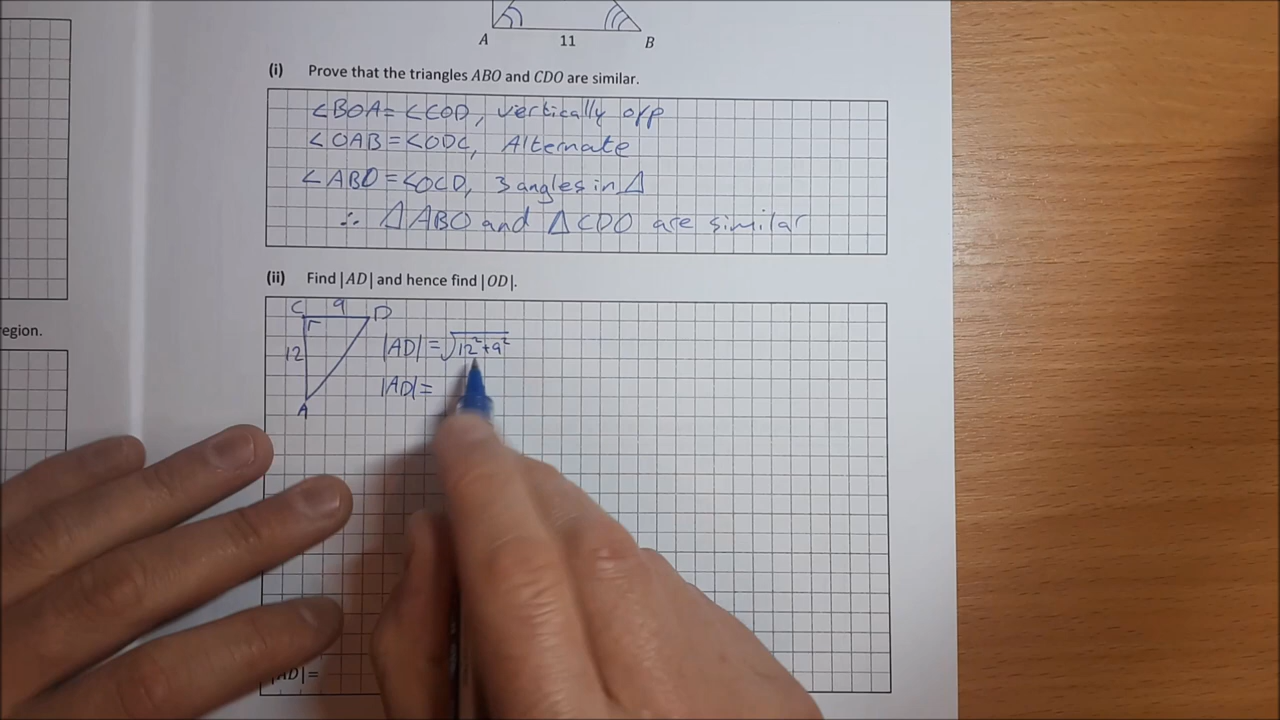 A 11 B
(i) Prove that the triangles ABO and CDO are similar.
∠BOA = ∠COD, vertically opp
∠OAB = ∠ODC, Alternate
∠ABO = ∠OCD, 3 angles in Δ
∴ ΔABO and ΔCDO are similar
(ii) Find |AD| and hence find |OD|.
C 9 D
12
A
|AD| = √12²+9²
|AD| =
egion.
AD| =